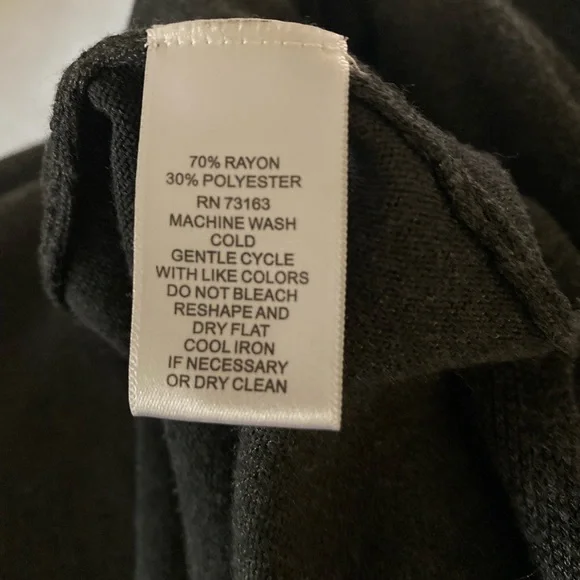 70% RAYON
30% POLYESTER
RN 73163
MACHINE WASH
COLD
GENTLE CYCLE
WITH LIKE COLORS
DO NOT BLEACH
RESHAPE AND
DRY FLAT
COOL IRON
IF NECESSARY
OR DRY CLEAN